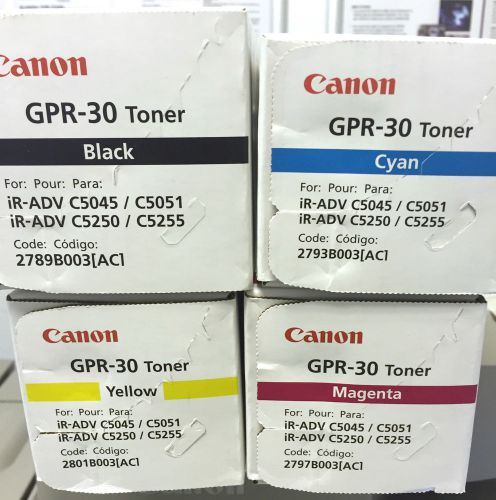 Canon
GPR-30 Toner
Black
For: Pour: Para:
iR-ADV C5045 / C5051
iR-ADV C5250 / C5255
Code: Código:
2789B003[AC]
Canon
GPR-30 Toner
Cyan
For: Pour: Para:
iR-ADV C5045 / C5051
iR-ADV C5250 / C5255
Code: Código:
2793B003[AC]
Canon
GPR-30 Toner
Yellow
For: Pour: Para:
iR-ADV C5045 / C5051
iR-ADV C5250 / C5255
Code: Código:
2801B003[AC]
Canon
GPR-30 Toner
Magenta
For: Pour: Para:
iR-ADV C5045 / C5051
iR-ADV C5250 / C5255
Code: Código:
2797B003[AC]
Canon